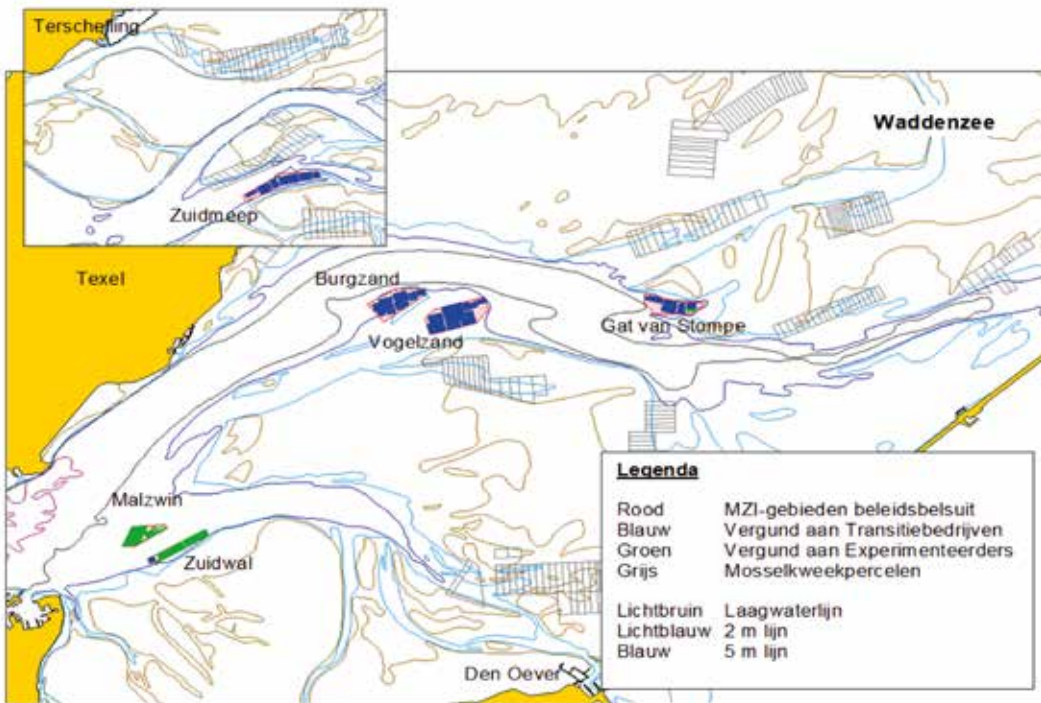 Terschelling
Waddenzee
Zuidmeep
Texel
Burgzand
Gat van Stompe
Vogelzand
Malzwin
Zuidwal
Den Oever
Legenda
Rood MZI-gebieden beleidsbelsuit
Blauw Vergund aan Transitiebedrijven
Groen Vergund aan Experimenteerders
Grijs Mosselkweekpercelen
Lichtbruin Laagwaterlijn
Lichtblauw 2 m lijn
Blauw 5 m lijn